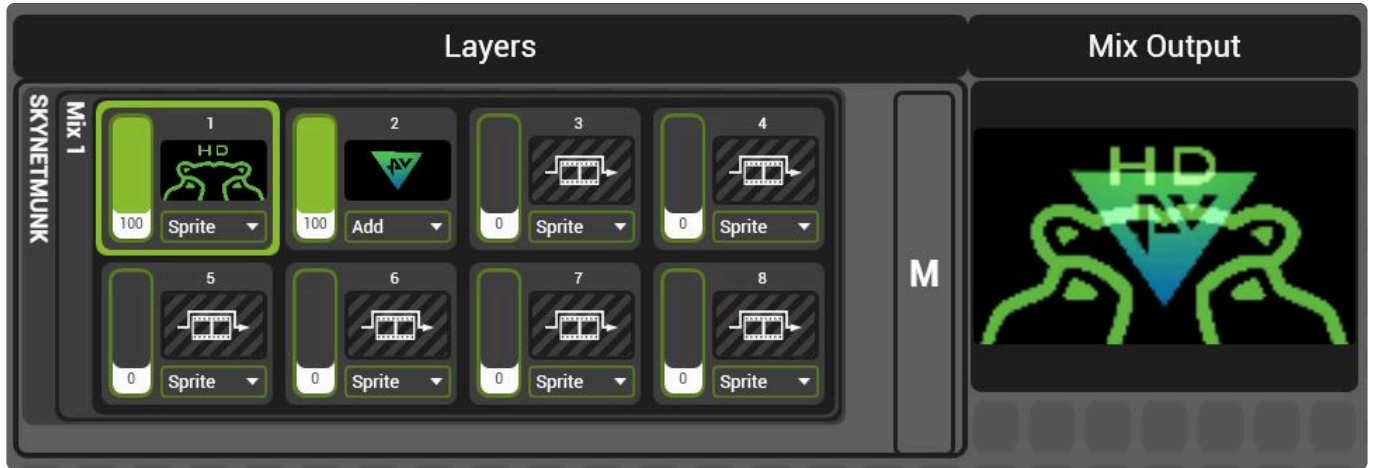 Layers
Mix Output
SKYNETMUNK
Mix 1
1
HD
100
Sprite
2
AV
100
Add
3
0
Sprite
4
0
Sprite
5
0
Sprite
6
0
Sprite
7
0
Sprite
8
0
Sprite
M
HD
AV